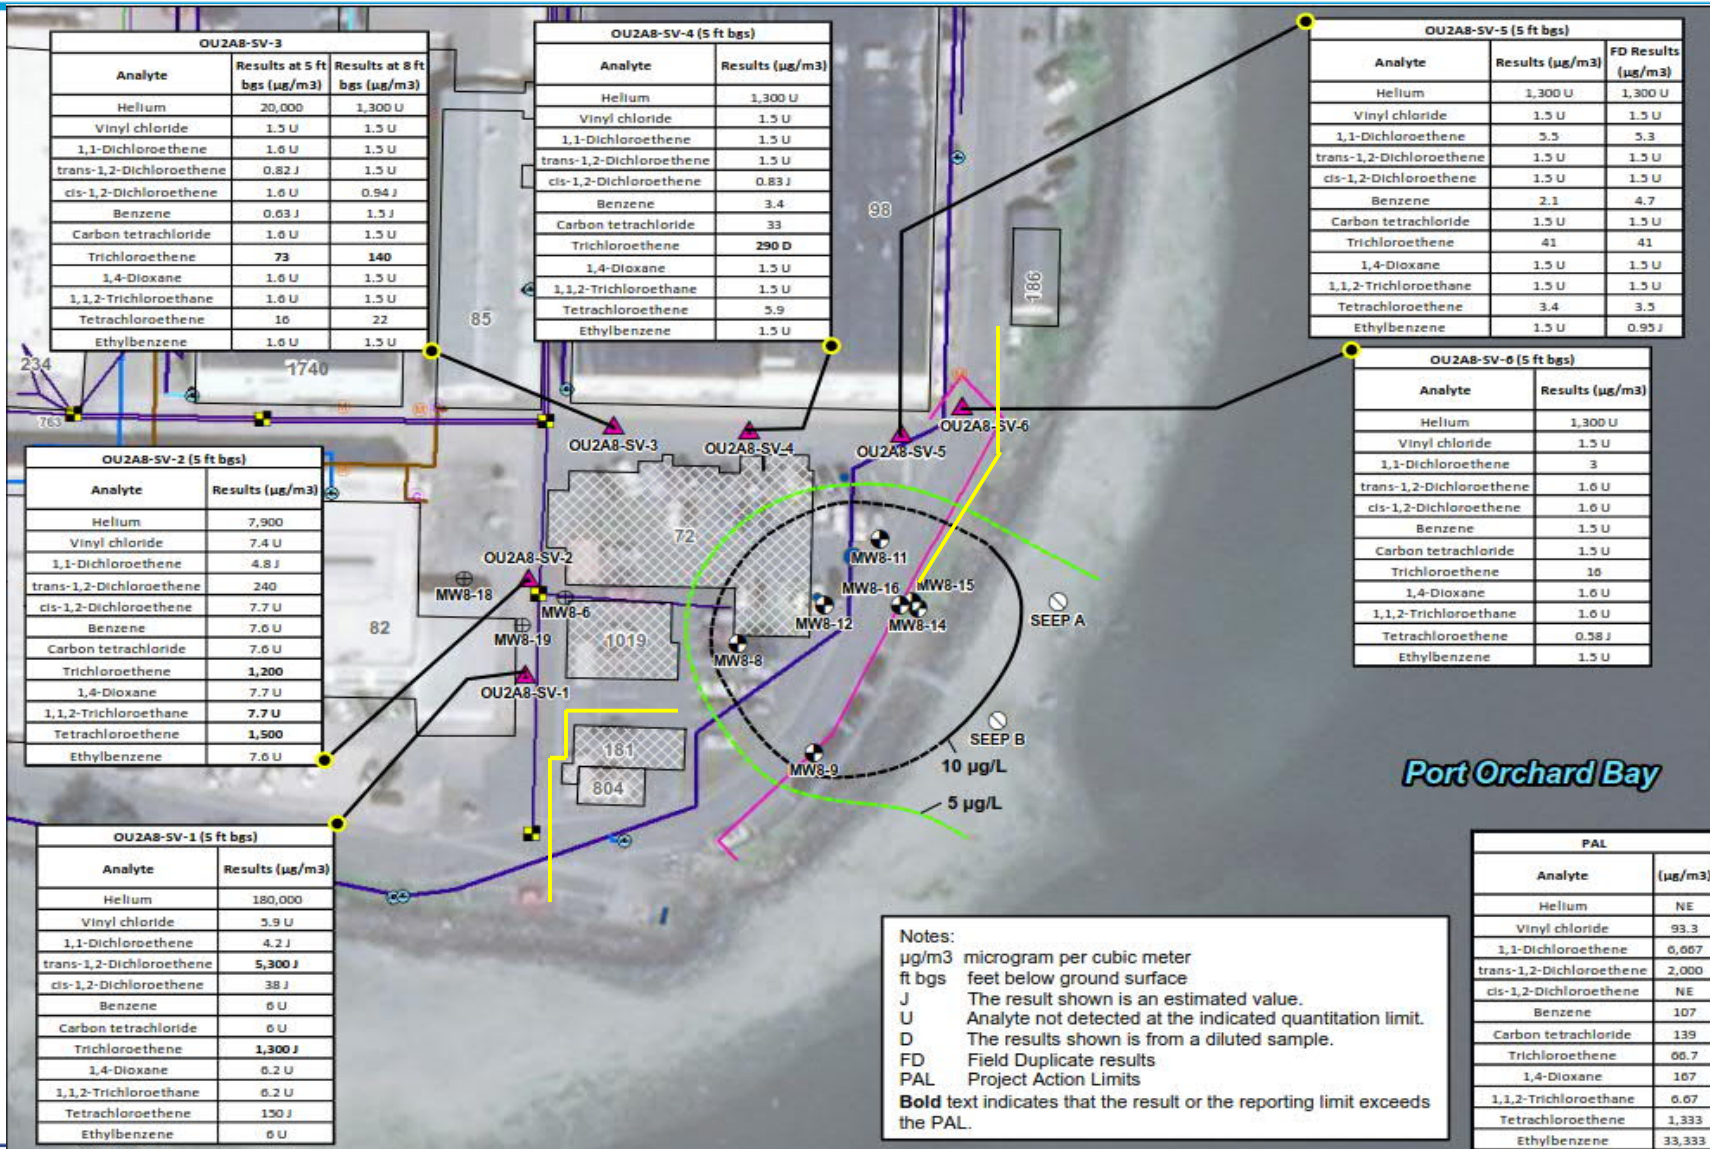 OU2A8-SV-3
Analyte Results at 5 ft bgs (µg/m3) Results at 8 ft bgs (µg/m3)
Helium 20,000 1,300 U
Vinyl chloride 1.5 U 1.5 U
1,1-Dichloroethene 1.6 U 1.5 U
trans-1,2-Dichloroethene 0.82 J 1.5 U
cis-1,2-Dichloroethene 1.6 U 0.94 J
Benzene 0.63 J 1.5 J
Carbon tetrachloride 1.6 U 1.5 U
Trichloroethene 73 140
1,4-Dioxane 1.6 U 1.5 U
1,1,2-Trichloroethane 1.6 U 1.5 U
Tetrachloroethene 16 22
Ethylbenzene 1.6 U 1.5 U
OU2A8-SV-4 (5 ft bgs)
Analyte Results (µg/m3)
Helium 1,300 U
Vinyl chloride 1.5 U
1,1-Dichloroethene 1.5 U
trans-1,2-Dichloroethene 1.5 U
cis-1,2-Dichloroethene 0.83 J
Benzene 3.4
Carbon tetrachloride 33
Trichloroethene 290 D
1,4-Dioxane 1.5 U
1,1,2-Trichloroethane 1.5 U
Tetrachloroethene 5.9
Ethylbenzene 1.5 U
OU2A8-SV-5 (5 ft bgs)
Analyte Results (µg/m3) FD Results (µg/m3)
Helium 1,300 U 1,300 U
Vinyl chloride 1.5 U 1.5 U
1,1-Dichloroethene 5.5 5.3
trans-1,2-Dichloroethene 1.5 U 1.5 U
cis-1,2-Dichloroethene 1.5 U 1.5 U
Benzene 2.1 4.7
Carbon tetrachloride 1.5 U 1.5 U
Trichloroethene 41 41
1,4-Dioxane 1.5 U 1.5 U
1,1,2-Trichloroethane 1.5 U 1.5 U
Tetrachloroethene 3.4 3.5
Ethylbenzene 1.5 U 0.95 J
OU2A8-SV-6 (5 ft bgs)
Analyte Results (µg/m3)
Helium 1,300 U
Vinyl chloride 1.5 U
1,1-Dichloroethene 3
trans-1,2-Dichloroethene 1.6 U
cis-1,2-Dichloroethene 1.6 U
Benzene 1.5 U
Carbon tetrachloride 1.5 U
Trichloroethene 16
1,4-Dioxane 1.6 U
1,1,2-Trichloroethane 1.6 U
Tetrachloroethene 0.58 J
Ethylbenzene 1.5 U
OU2A8-SV-2 (5 ft bgs)
Analyte Results (µg/m3)
Helium 7,900
Vinyl chloride 7.4 U
1,1-Dichloroethene 4.8 J
trans-1,2-Dichloroethene 240
cis-1,2-Dichloroethene 7.7 U
Benzene 7.6 U
Carbon tetrachloride 7.6 U
Trichloroethene 1,200
1,4-Dioxane 7.7 U
1,1,2-Trichloroethane 7.7 U
Tetrachloroethene 1,500
Ethylbenzene 7.6 U
OU2A8-SV-1 (5 ft bgs)
Analyte Results (µg/m3)
Helium 180,000
Vinyl chloride 5.9 U
1,1-Dichloroethene 4.2 J
trans-1,2-Dichloroethene 5,300 J
cis-1,2-Dichloroethene 38 J
Benzene 6 U
Carbon tetrachloride 6 U
Trichloroethene 1,300 J
1,4-Dioxane 6.2 U
1,1,2-Trichloroethane 6.2 U
Tetrachloroethene 150 J
Ethylbenzene 6 U
98
186
85
234
1740
763
OU2A8-SV-3
OU2A8-SV-4
OU2A8-SV-5
OU2A8-SV-6
72
OU2A8-SV-2
MW8-18
MW8-6
MW8-19
82
1019
OU2A8-SV-1
MW8-11
MW8-16
MW8-15
MW8-12
MW8-14
MW8-8
SEEP A
SEEP B
181
804
MW8-9
10 µg/L
5 µg/L
Port Orchard Bay
Notes:
µg/m3 microgram per cubic meter
ft bgs feet below ground surface
J The result shown is an estimated value.
U Analyte not detected at the indicated quantitation limit.
D The results shown is from a diluted sample.
FD Field Duplicate results
PAL Project Action Limits
Bold text indicates that the result or the reporting limit exceeds
the PAL.
PAL
Analyte (µg/m3)
Helium NE
Vinyl chloride 93.3
1,1-Dichloroethene 6,667
trans-1,2-Dichloroethene 2,000
cis-1,2-Dichloroethene NE
Benzene 107
Carbon tetrachloride 139
Trichloroethene 66.7
1,4-Dioxane 167
1,1,2-Trichloroethane 6.67
Tetrachloroethene 1,333
Ethylbenzene 33,333